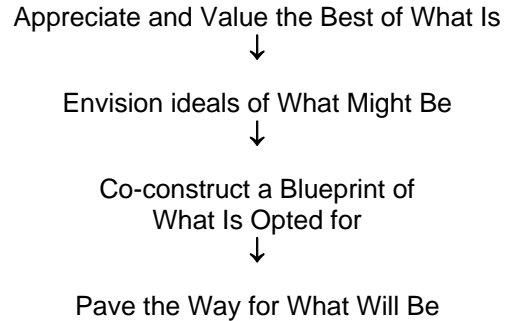 Appreciate and Value the Best of What Is
↓
Envision ideals of What Might Be
↓
Co-construct a Blueprint of
What Is Opted for
↓
Pave the Way for What Will Be